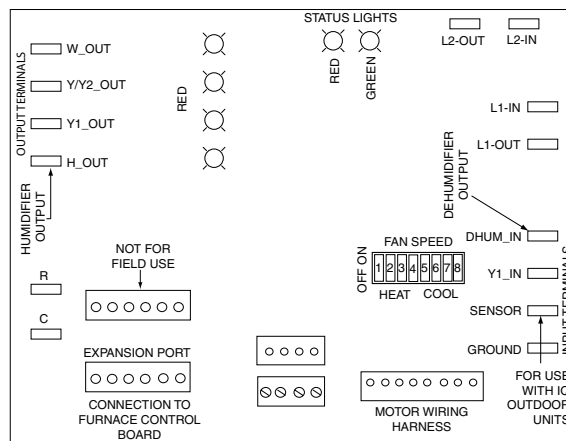 STATUS LIGHTS
L2-OUT
L2-IN
W_OUT
Y/Y2_OUT
Y1_OUT
H_OUT
OUTPUT TERMINALS
RED
RED
GREEN
L1-IN
L1-OUT
HUMIDIFIER
OUTPUT
DEHUMIDIFIER
OUTPUT
DHUM_IN
Y1_IN
SENSOR
GROUND
INPUT TERMINALS
NOT FOR
FIELD USE
FAN SPEED
OFF ON
1 2 3 4 5 6 7 8
HEAT COOL
R
C
EXPANSION PORT
CONNECTION TO
FURNACE CONTROL
BOARD
MOTOR WIRING
HARNESS
FOR USE
WITH
OUTDOOR
UNITS